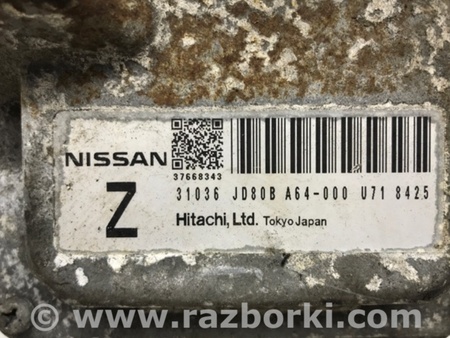 NISSAN
37668343
Z
31036 JD80B A64-000 U71 8425
Hitachi, Ltd. Tokyo Japan
www.razborki.com